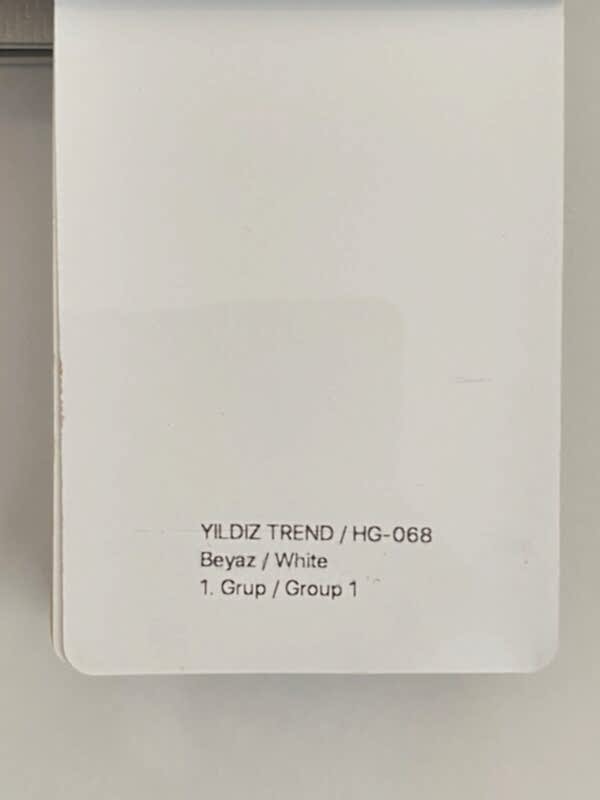 YILDIZ TREND / HG-068
Beyaz / White
1. Grup / Group 1